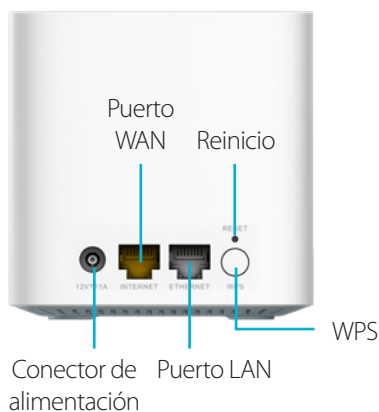 Puerto
WAN
Reinicio
RESET
12V⎓1A
INTERNET
ETHERNET
WPS
WPS
Conector de
alimentación
Puerto LAN